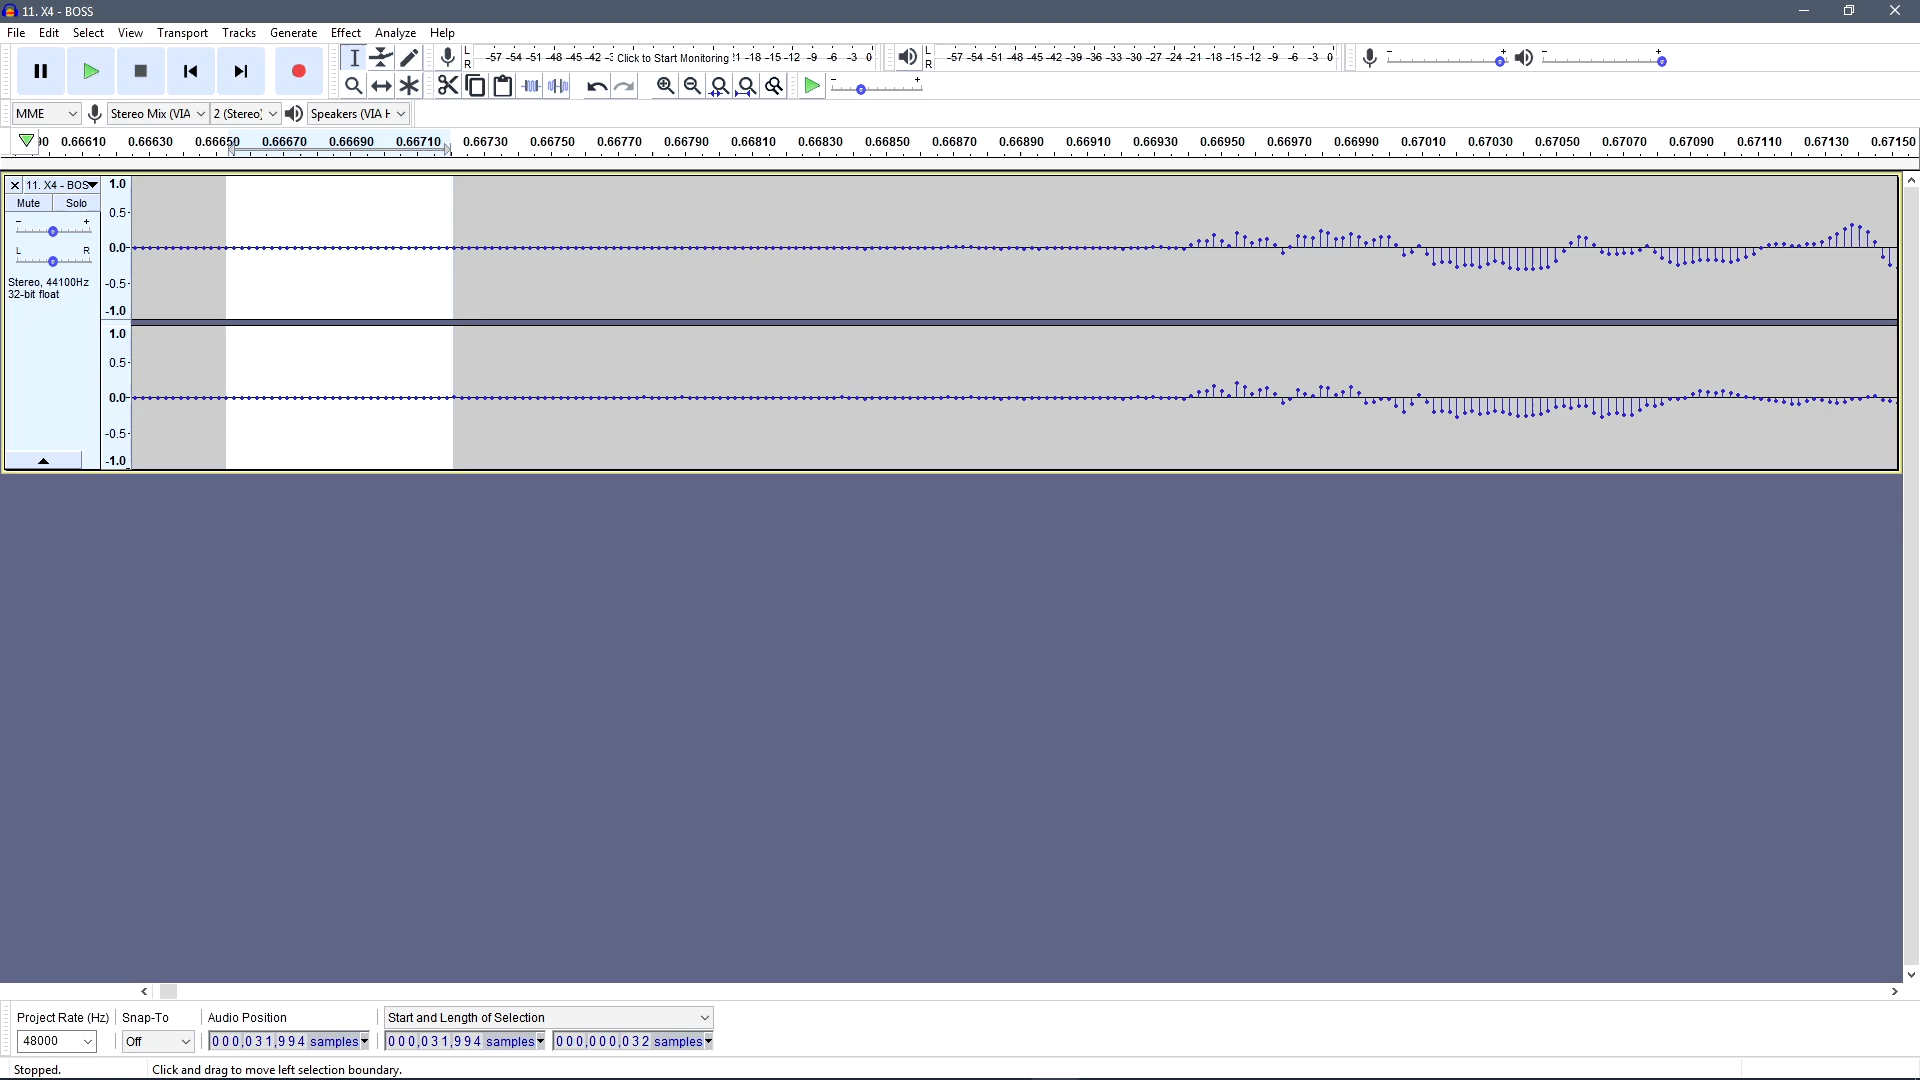 11. X4 - BOSS
File Edit Select View Transport Tracks Generate Effect Analyze Help
L
R
-57 -54 -51 -48 -45 -42 Click to Start Monitoring -18 -15 -12 -9 -6 -3 0
L
R
-57 -54 -51 -48 -45 -42 -39 -36 -33 -30 -27 -24 -21 -18 -15 -12 -9 -6 -3 0
MME Stereo Mix (VIA 2 (Stereo) Speakers (VIA H
0.66610 0.66630 0.66650 0.66670 0.66690 0.66710 0.66730 0.66750 0.66770 0.66790 0.66810 0.66830 0.66850 0.66870 0.66890 0.66910 0.66930 0.66950 0.66970 0.66990 0.67010 0.67030 0.67050 0.67070 0.67090 0.67110 0.67130 0.67150
11. X4 - BOS
Mute Solo
- +
L R
Stereo, 44100Hz
32-bit float
1.0
0.5-
0.0-
-0.5-
-1.0
1.0
0.5-
0.0-
-0.5-
-1.0
Project Rate (Hz) Snap-To Audio Position Start and Length of Selection
48000 Off 000,031,994 samples 000,031,994 samples 000,000,032 samples
Stopped. Click and drag to move left selection boundary.